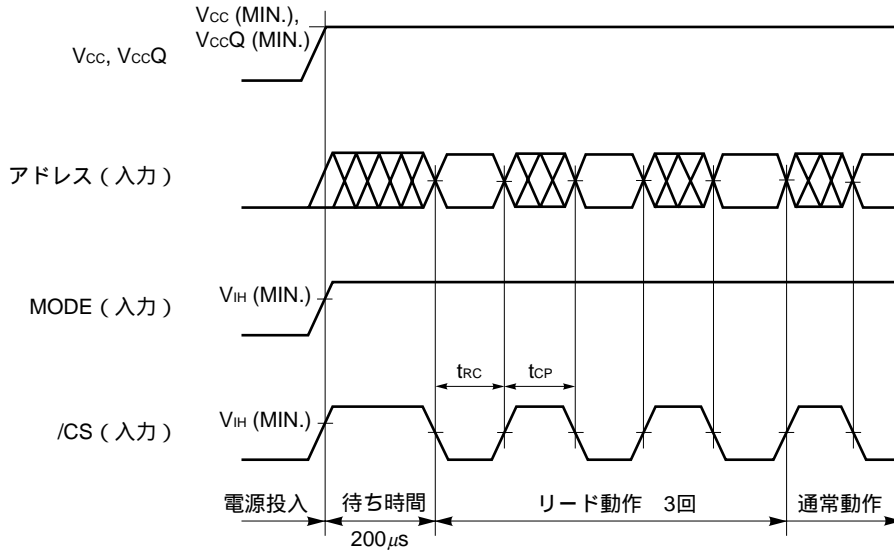 Vcc (MIN.),
VccQ (MIN.)
Vcc, VccQ
アドレス（入力）
VIH (MIN.)
MODE（入力）
tRC
tCP
VIH (MIN.)
/CS（入力）
電源投入
待ち時間
リード動作　3回
通常動作
200μs